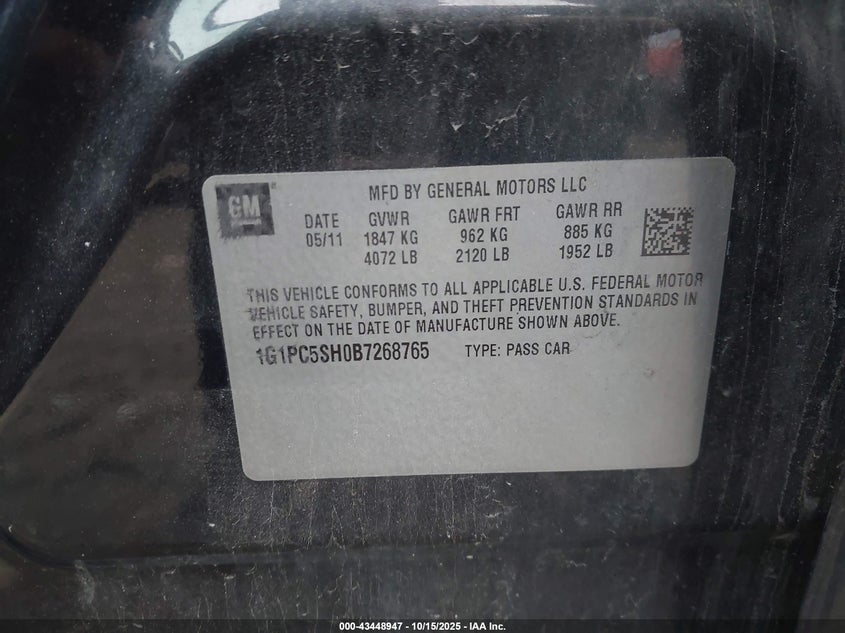 GM
MFD BY GENERAL MOTORS LLC
DATE GVWR GAWR FRT GAWR RR
05/11 1847 KG 962 KG 885 KG
4072 LB 2120 LB 1952 LB
THIS VEHICLE CONFORMS TO ALL APPLICABLE U.S. FEDERAL MOTOR
VEHICLE SAFETY, BUMPER, AND THEFT PREVENTION STANDARDS IN
EFFECT ON THE DATE OF MANUFACTURE SHOWN ABOVE.
1G1PC5SH0B7268765 TYPE: PASS CAR
000-43448947 - 10/15/2025 - IAA Inc.